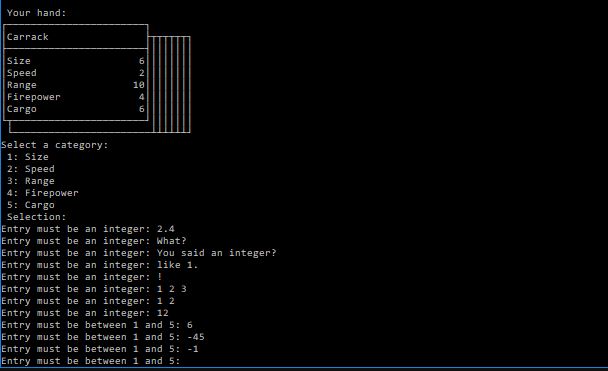 Your hand:
Carrack
Size 6
Speed 2
Range 10
Firepower 4
Cargo 6
Select a category:
1: Size
2: Speed
3: Range
4: Firepower
5: Cargo
Selection:
Entry must be an integer: 2.4
Entry must be an integer: What?
Entry must be an integer: You said an integer?
Entry must be an integer: like 1.
Entry must be an integer: !
Entry must be an integer: 1 2 3
Entry must be an integer: 1 2
Entry must be an integer: 12
Entry must be between 1 and 5: 6
Entry must be between 1 and 5: -45
Entry must be between 1 and 5: -1
Entry must be between 1 and 5: